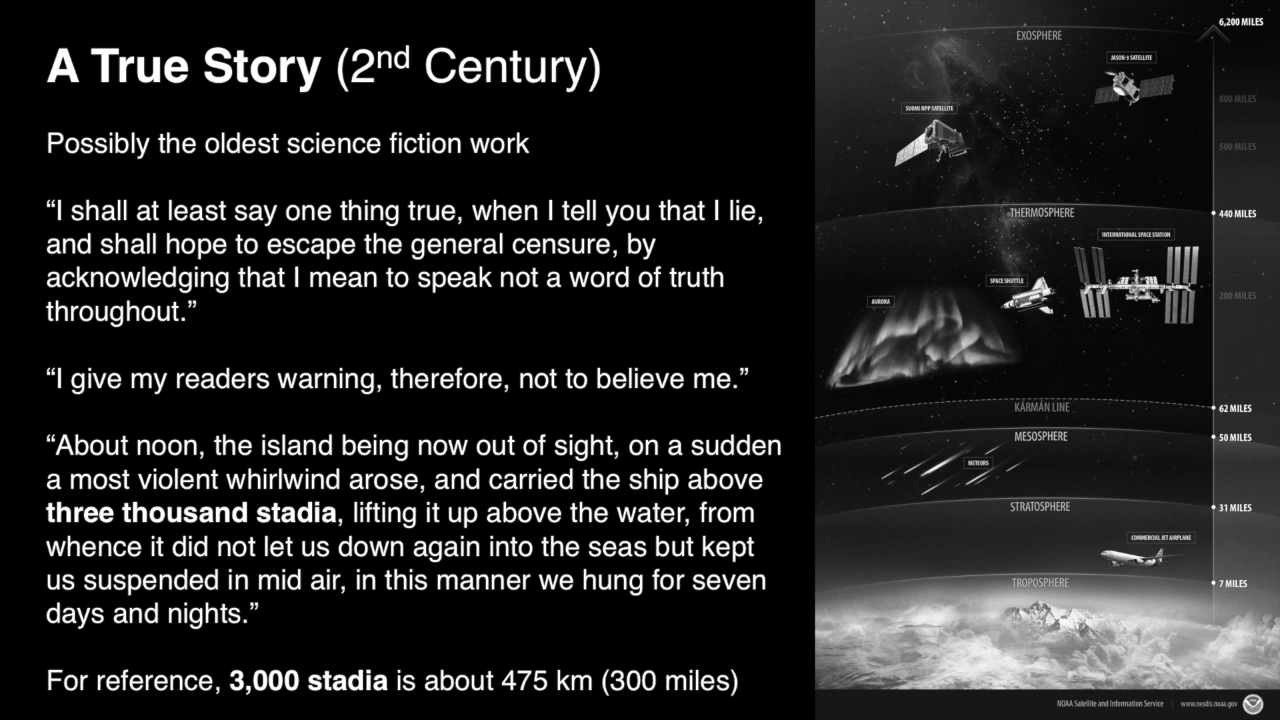 A True Story (2nd Century)
Possibly the oldest science fiction work
“I shall at least say one thing true, when I tell you that I lie,
and shall hope to escape the general censure, by
acknowledging that I mean to speak not a word of truth
throughout.”
“I give my readers warning, therefore, not to believe me.”
“About noon, the island being now out of sight, on a sudden
a most violent whirlwind arose, and carried the ship above
three thousand stadia, lifting it up above the water, from
whence it did not let us down again into the seas but kept
us suspended in mid air, in this manner we hung for seven
days and nights.”
For reference, 3,000 stadia is about 475 km (300 miles)
6,200 MILES
EXOSPHERE
JASON-3 SATELLITE
800 MILES
SUOMI NPP SATELLITE
500 MILES
THERMOSPHERE
440 MILES
INTERNATIONAL SPACE STATION
SPACE SHUTTLE
AURORA
200 MILES
KÁRMÁN LINE
62 MILES
MESOSPHERE
50 MILES
METEORS
STRATOSPHERE
31 MILES
COMMERCIAL JET AIRPLANE
TROPOSPHERE
7 MILES
NOAA Satellite and Information Service | www.nesdis.noaa.gov